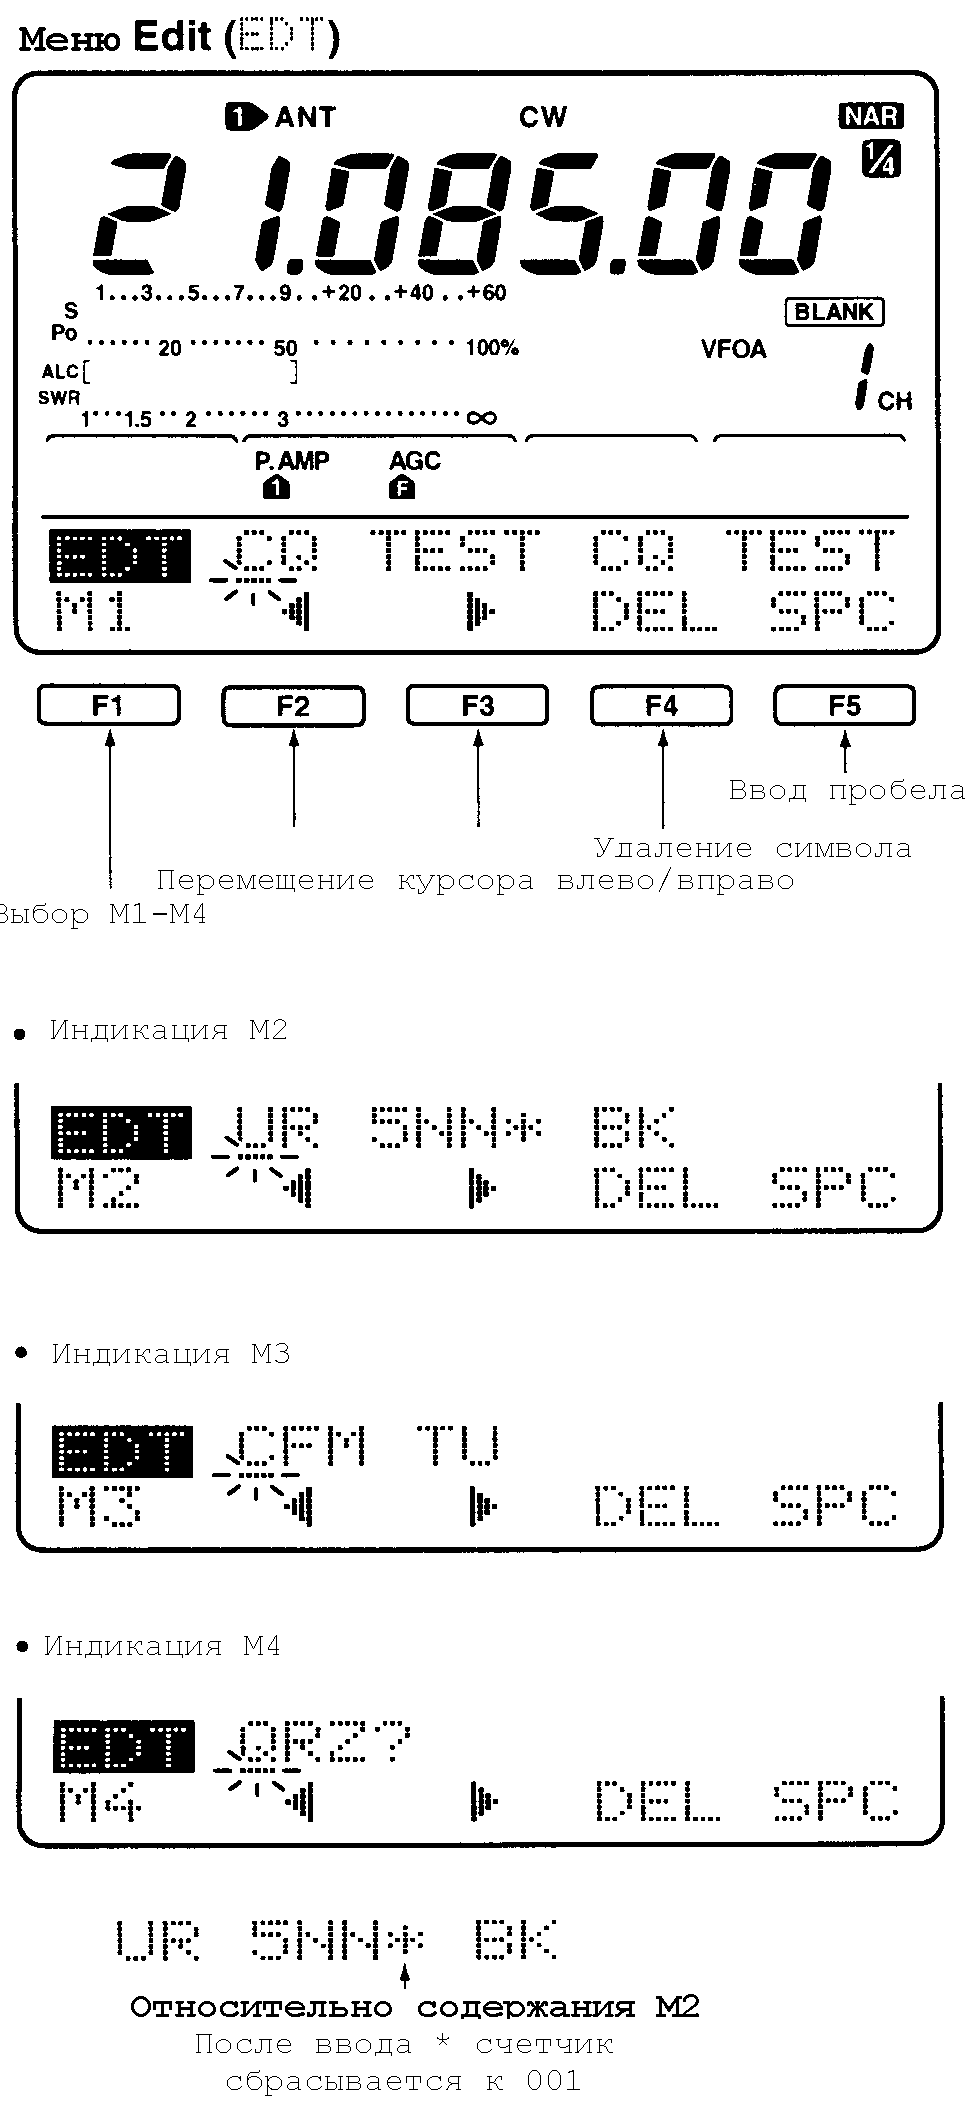 Меню Edit (EDT)
1 ANT CW NAR
1/4
21.085.00
1...3...5...7...9..+20..+40..+60
S
Po
20 50 100%
BLANK
VFOA
ALC [ ]
1 CH
SWR
1 1.5 2 3 ∞
P.AMP AGC
1 F
EDT CQ TEST CQ TEST
M1 DEL SPC
F1 F2 F3 F4 F5
Ввод пробела
Удаление символа
Перемещение курсора влево/вправо
Выбор M1-M4
• Индикация M2
EDT UR 5NN* BK
M2 DEL SPC
• Индикация M3
EDT CFM TU
M3 DEL SPC
• Индикация M4
EDT QRZ?
M4 DEL SPC
UR 5NN* BK
Относительно содержания M2
После ввода * счетчик
сбрасывается к 001